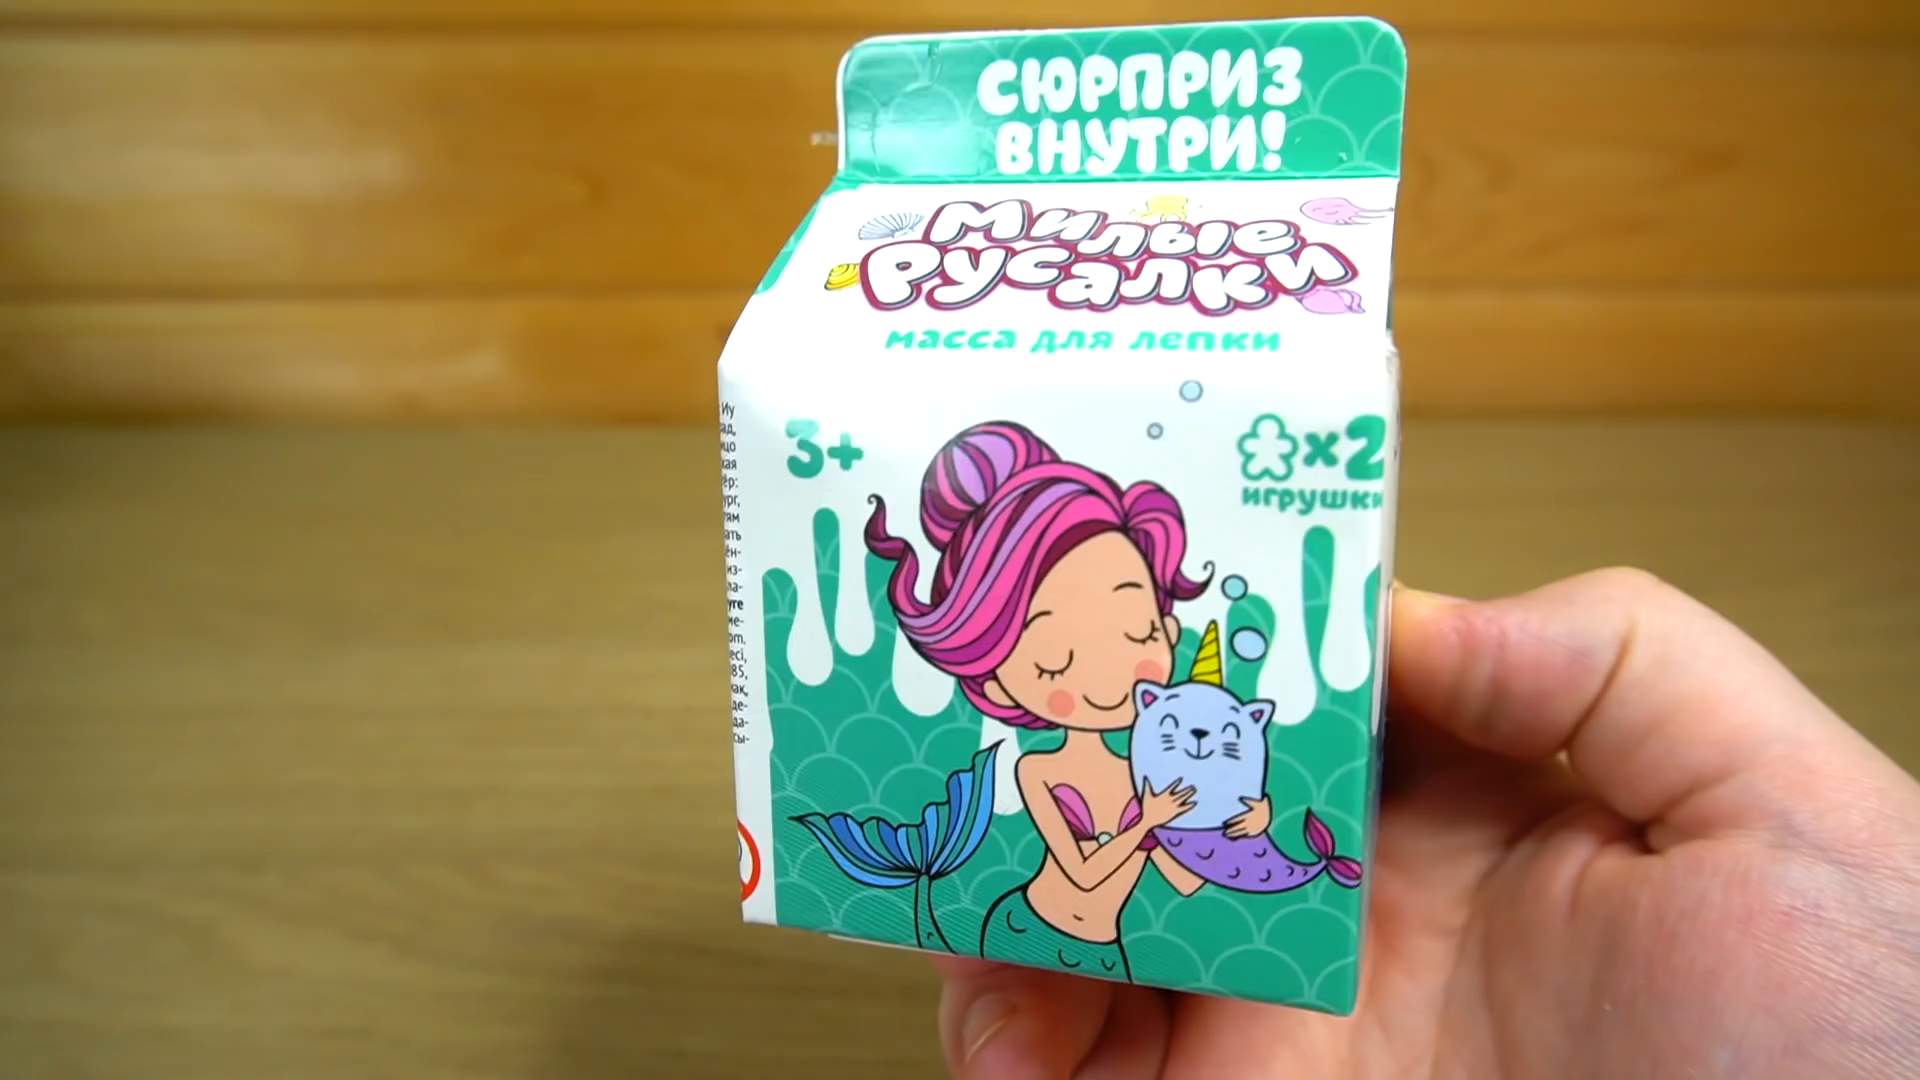 СЮРПРИЗ
ВНУТРИ!
Милые
Русалки
масса для лепки
3+
x2
игрушки